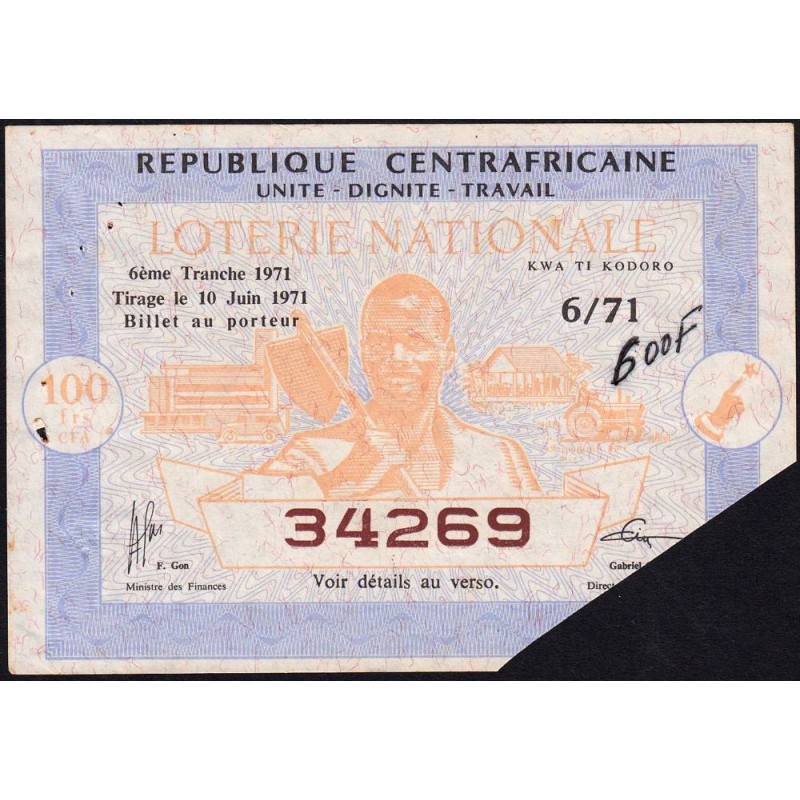 REPUBLIQUE CENTRAFRICAINE
UNITE - DIGNITE - TRAVAIL
LOTERIE NATIONALE
KWA TI KODORO
6ème Tranche 1971
Tirage le 10 Juin 1971
Billet au porteur
6/71
600F
100
frs
CFA
34269
F. Gon
Gabriel
Ministre des Finances
Voir détails au verso.
Direct